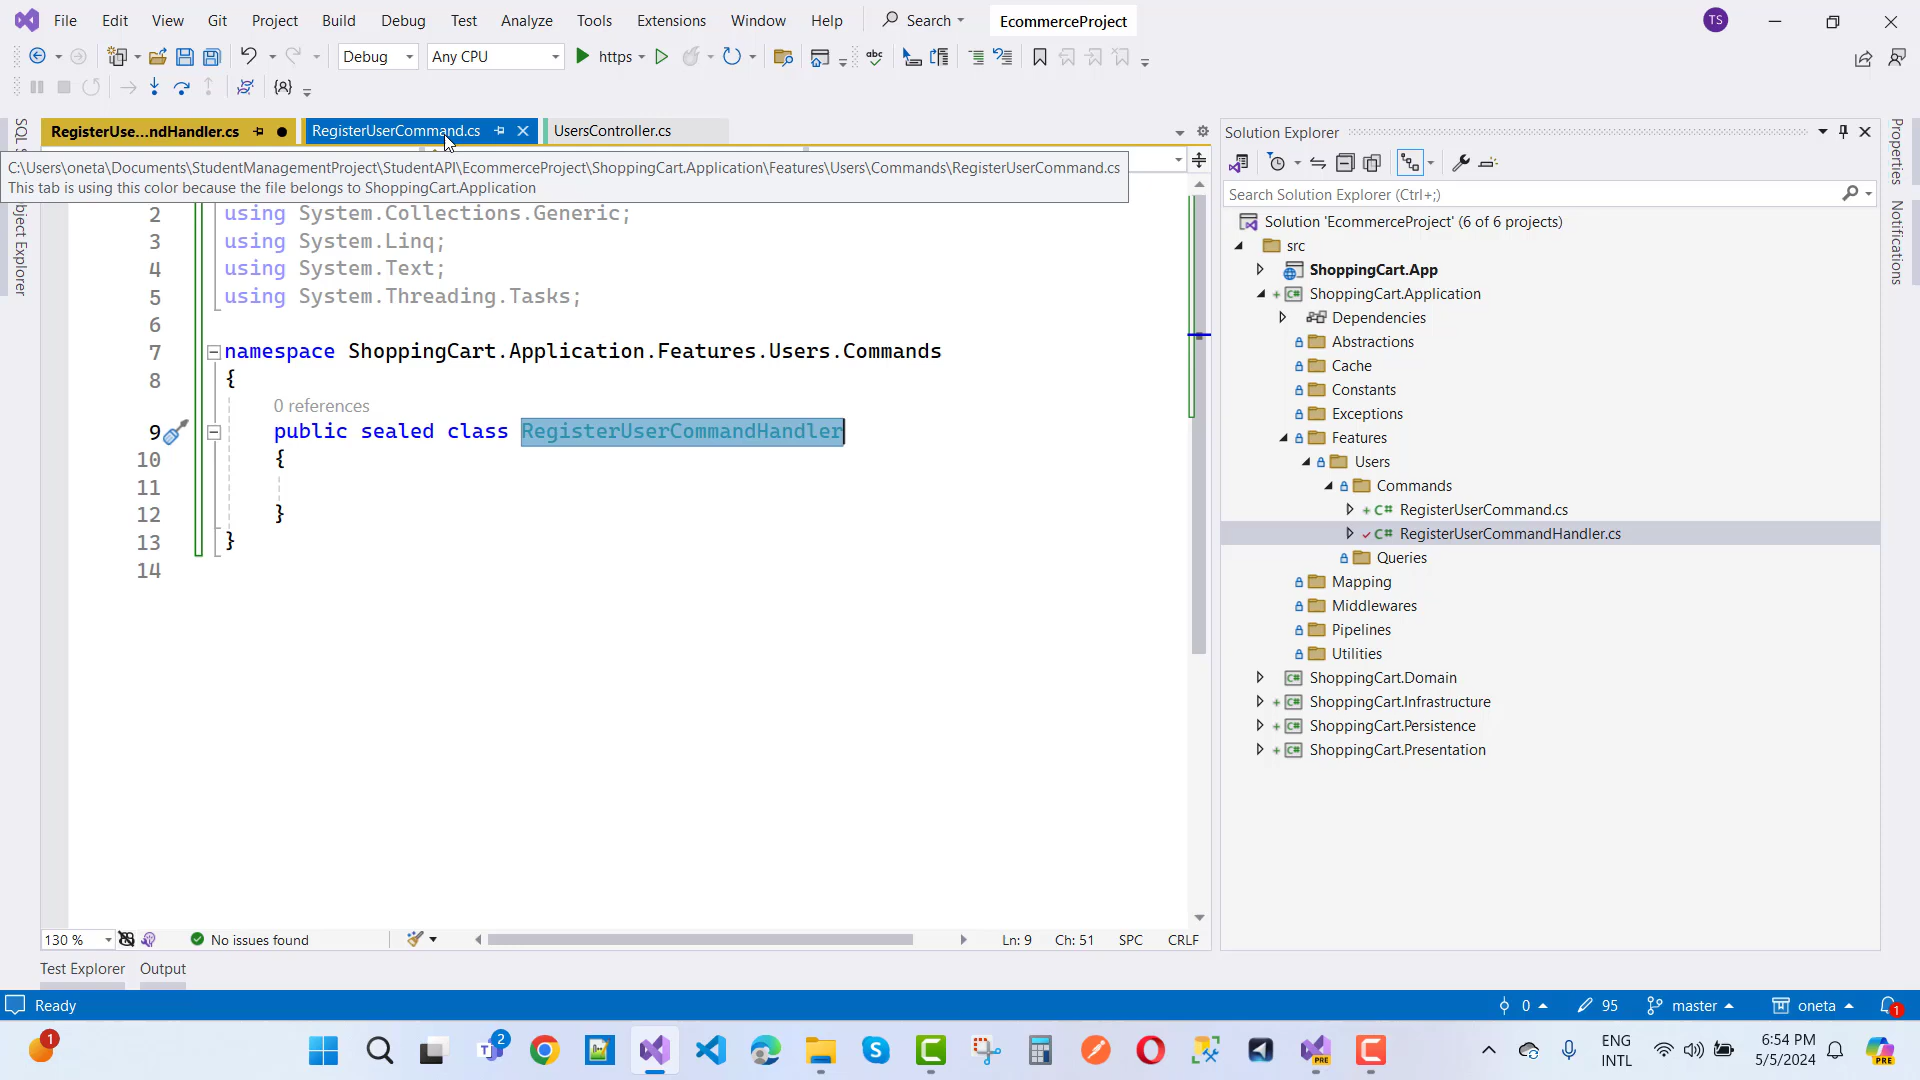 File Edit View Git Project Build Debug Test Analyze Tools Extensions Window Help Search EcommerceProject TS
Debug Any CPU https
RegisterUse...ndHandler.cs RegisterUserCommand.cs UsersController.cs
C:\Users\oneta\Documents\StudentManagementProject\StudentAPI\EcommerceProject\ShoppingCart.Application\Features\Users\Commands\RegisterUserCommand.cs
This tab is using this color because the file belongs to ShoppingCart.Application
2 using System.Collections.Generic;
3 using System.Linq;
4 using System.Text;
5 using System.Threading.Tasks;
6
7 namespace ShoppingCart.Application.Features.Users.Commands
8 {
0 references
9 public sealed class RegisterUserCommandHandler
10 {
11
12 }
13 }
14
130 % No issues found Ln: 9 Ch: 51 SPC CRLF
Test Explorer Output
Solution Explorer
Search Solution Explorer (Ctrl+;)
Solution 'EcommerceProject' (6 of 6 projects)
src
ShoppingCart.App
ShoppingCart.Application
Dependencies
Abstractions
Cache
Constants
Exceptions
Features
Users
Commands
RegisterUserCommand.cs
RegisterUserCommandHandler.cs
Queries
Mapping
Middlewares
Pipelines
Utilities
ShoppingCart.Domain
ShoppingCart.Infrastructure
ShoppingCart.Persistence
ShoppingCart.Presentation
Properties
Notifications
Ready 0 95 master oneta 1
1 2 PRE ENG
INTL
6:54 PM
5/5/2024
PRE